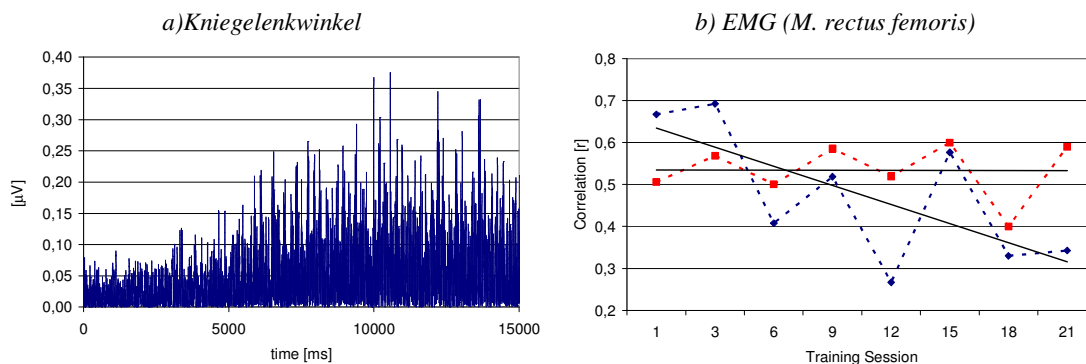 a)Kniegelenkwinkel
[µV]
0,40
0,35
0,30
0,25
0,20
0,15
0,10
0,05
0,00
0 5000 10000 15000
time [ms]
b) EMG (M. rectus femoris)
Correlation [r]
0,8
0,7
0,6
0,5
0,4
0,3
0,2
1 3 6 9 12 15 18 21
Training Session